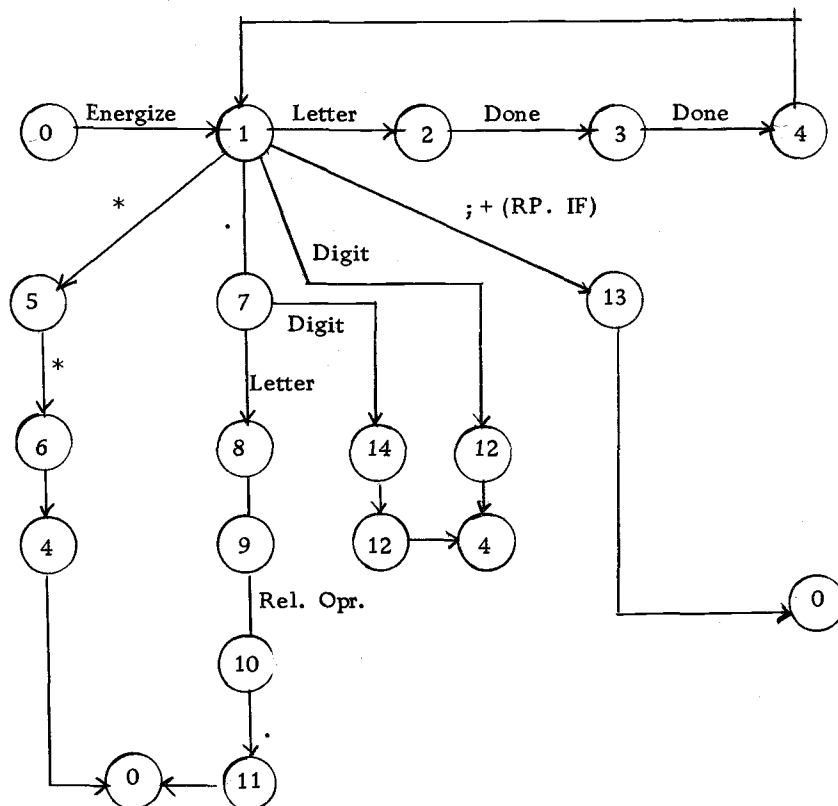 0 Energize 1 Letter 2 Done 3 Done 4
* . Digit ; + (RP. IF)
5 7 Digit 13
* Letter
6 8 14 12
4 9 12 4
Rel. Opr. 0
10
.
0 11